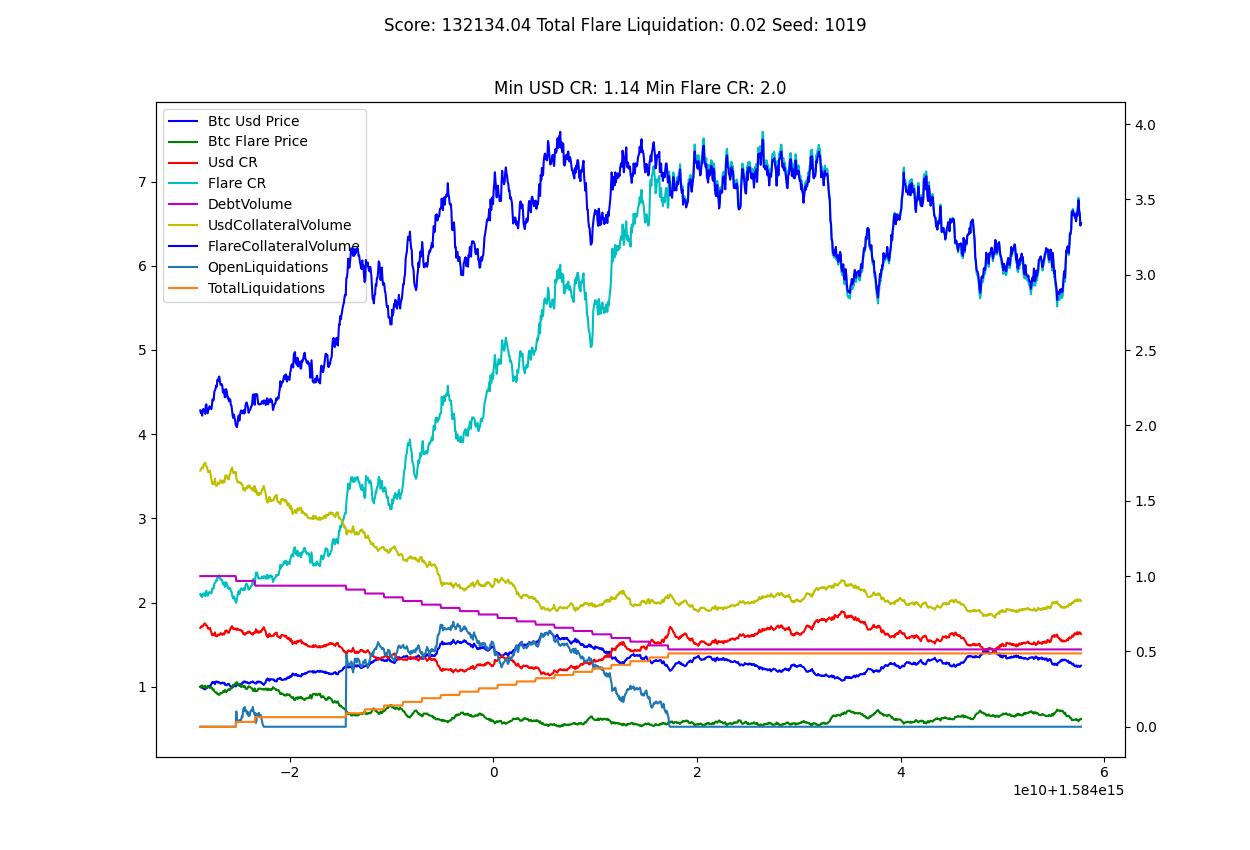 Score: 132134.04 Total Flare Liquidation: 0.02 Seed: 1019
Min USD CR: 1.14 Min Flare CR: 2.0
Btc Usd Price
Btc Flare Price
Usd CR
Flare CR
DebtVolume
UsdCollateralVolume
FlareCollateralVolume
OpenLiquidations
TotalLiquidations
7
6
5
4
3
2
1
4.0
3.5
3.0
2.5
2.0
1.5
1.0
0.5
0.0
−2 0 2 4 6
1e10+1.584e15